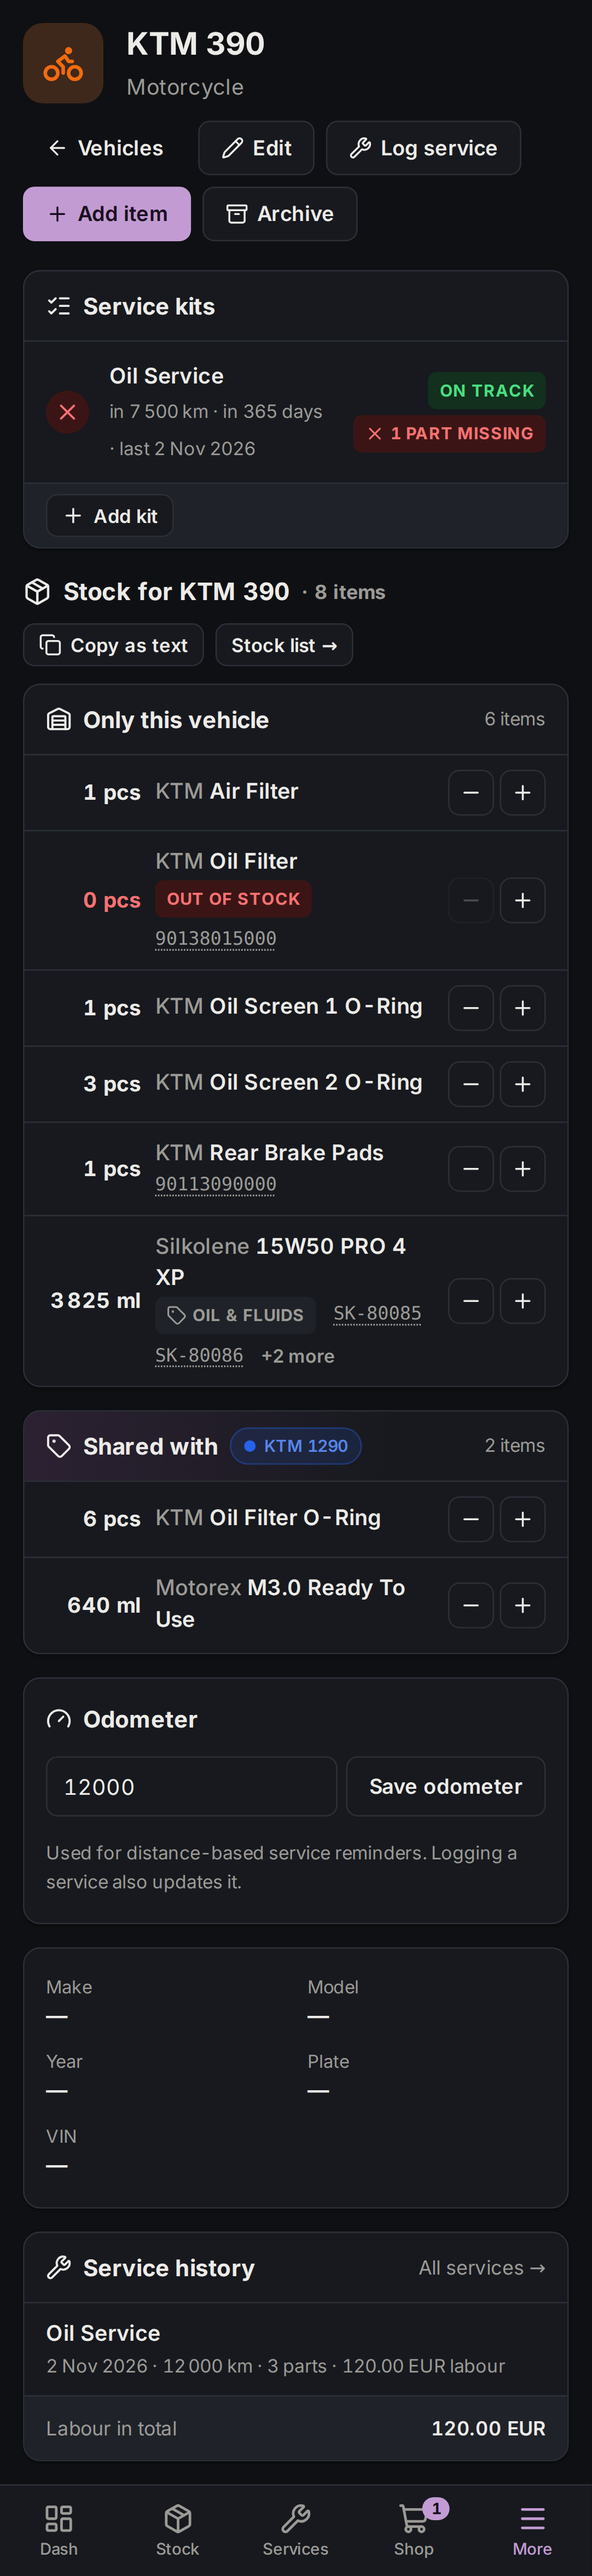 KTM 390
Motorcycle
Vehicles
Edit
Log service
Add item
Archive
Service kits
Oil Service
in 7 500 km · in 365 days
· last 2 Nov 2026
ON TRACK
1 PART MISSING
Add kit
Stock for KTM 390 · 8 items
Copy as text
Stock list →
Only this vehicle
6 items
1 pcs
KTM Air Filter
0 pcs
KTM Oil Filter
OUT OF STOCK
90138015000
1 pcs
KTM Oil Screen 1 O-Ring
3 pcs
KTM Oil Screen 2 O-Ring
1 pcs
KTM Rear Brake Pads
90113090000
3 825 ml
Silkolene 15W50 PRO 4
XP
OIL & FLUIDS
SK-80085
SK-80086
+2 more
Shared with
KTM 1290
2 items
6 pcs
KTM Oil Filter O-Ring
640 ml
Motorex M3.0 Ready To
Use
Odometer
12000
Save odometer
Used for distance-based service reminders. Logging a
service also updates it.
Make
—
Model
—
Year
—
Plate
—
VIN
—
Service history
All services →
Oil Service
2 Nov 2026 · 12 000 km · 3 parts · 120.00 EUR labour
Labour in total
120.00 EUR
Dash
Stock
Services
1
Shop
More